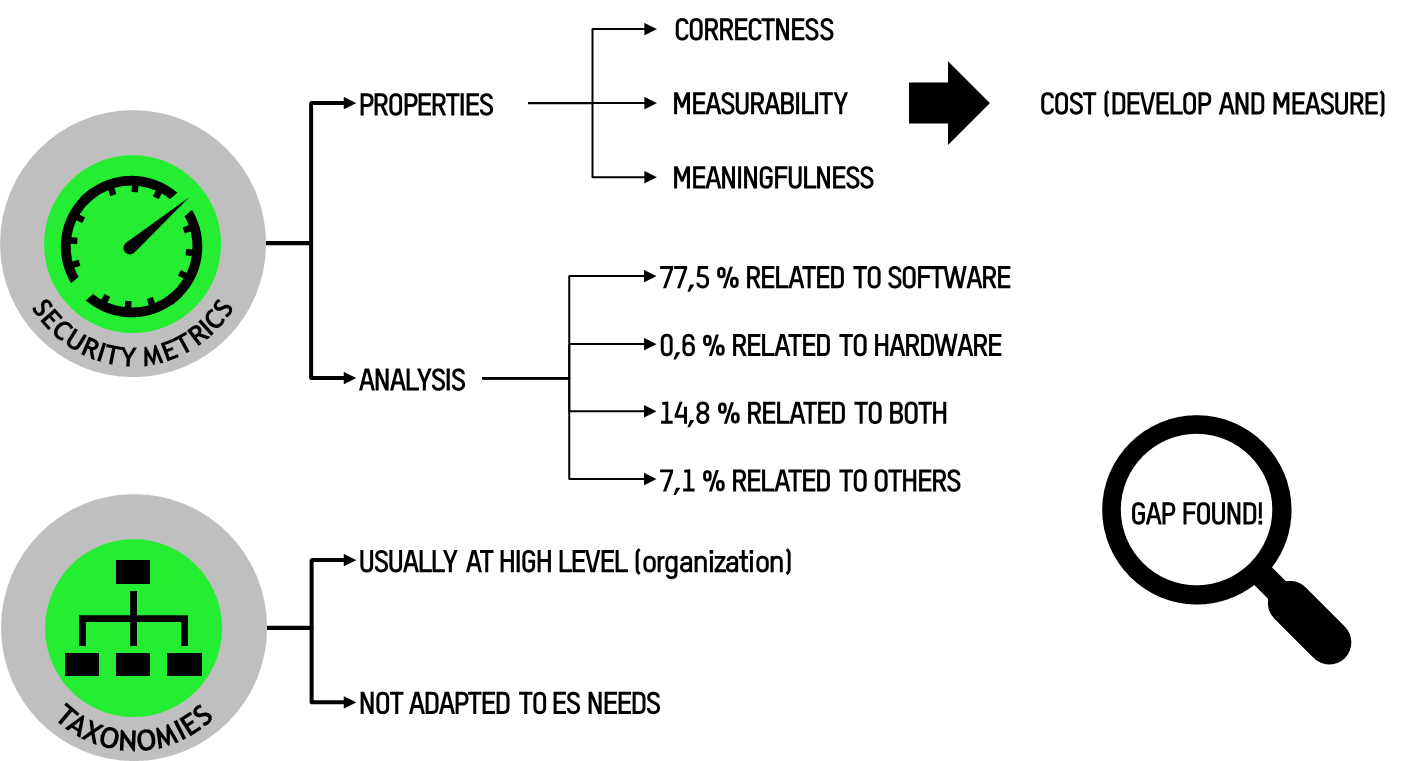 SECURITY METRICS
PROPERTIES
CORRECTNESS
MEASURABILITY
MEANINGFULNESS
COST (DEVELOP AND MEASURE)
ANALYSIS
77,5 % RELATED TO SOFTWARE
0,6 % RELATED TO HARDWARE
14,8 % RELATED TO BOTH
7,1 % RELATED TO OTHERS
GAP FOUND!
TAXONOMIES
USUALLY AT HIGH LEVEL (organization)
NOT ADAPTED TO ES NEEDS